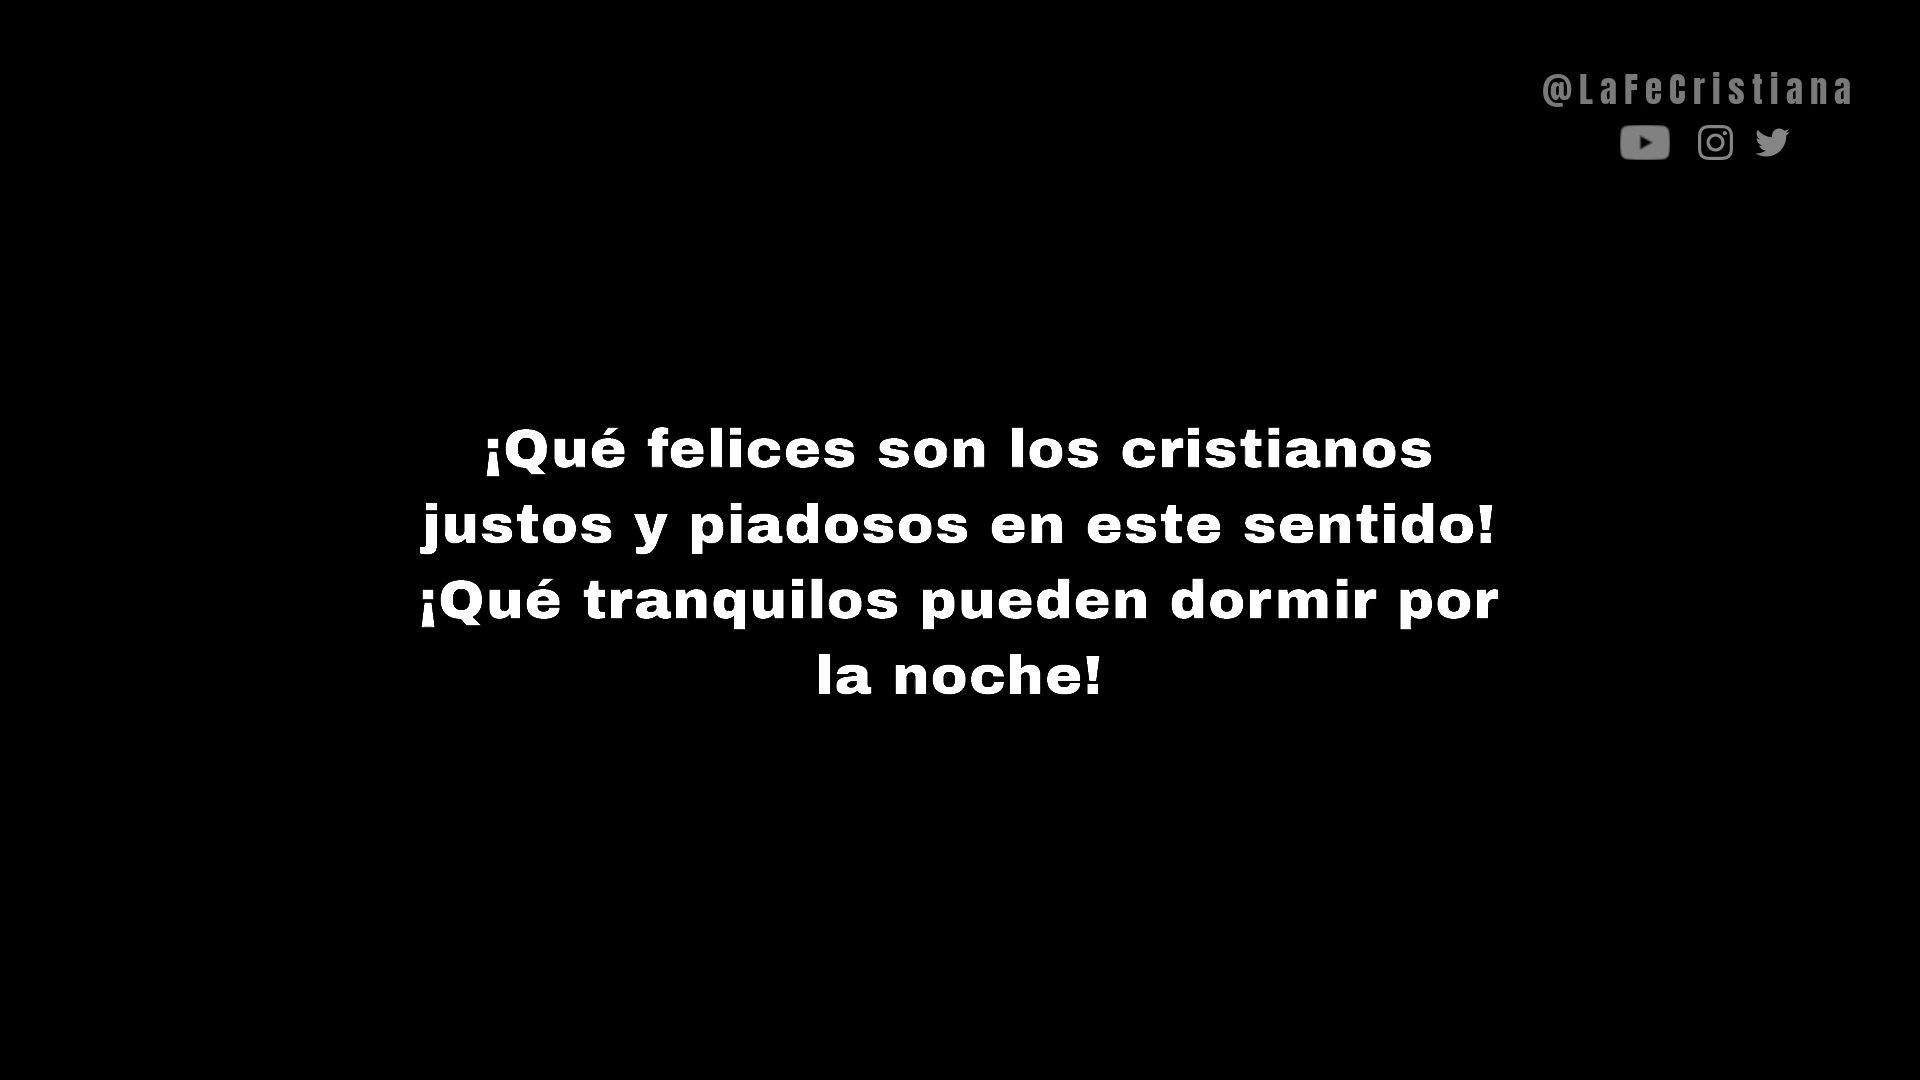 @LaFeCristiana
¡Qué felices son los cristianos
justos y piadosos en este sentido!
¡Qué tranquilos pueden dormir por
la noche!